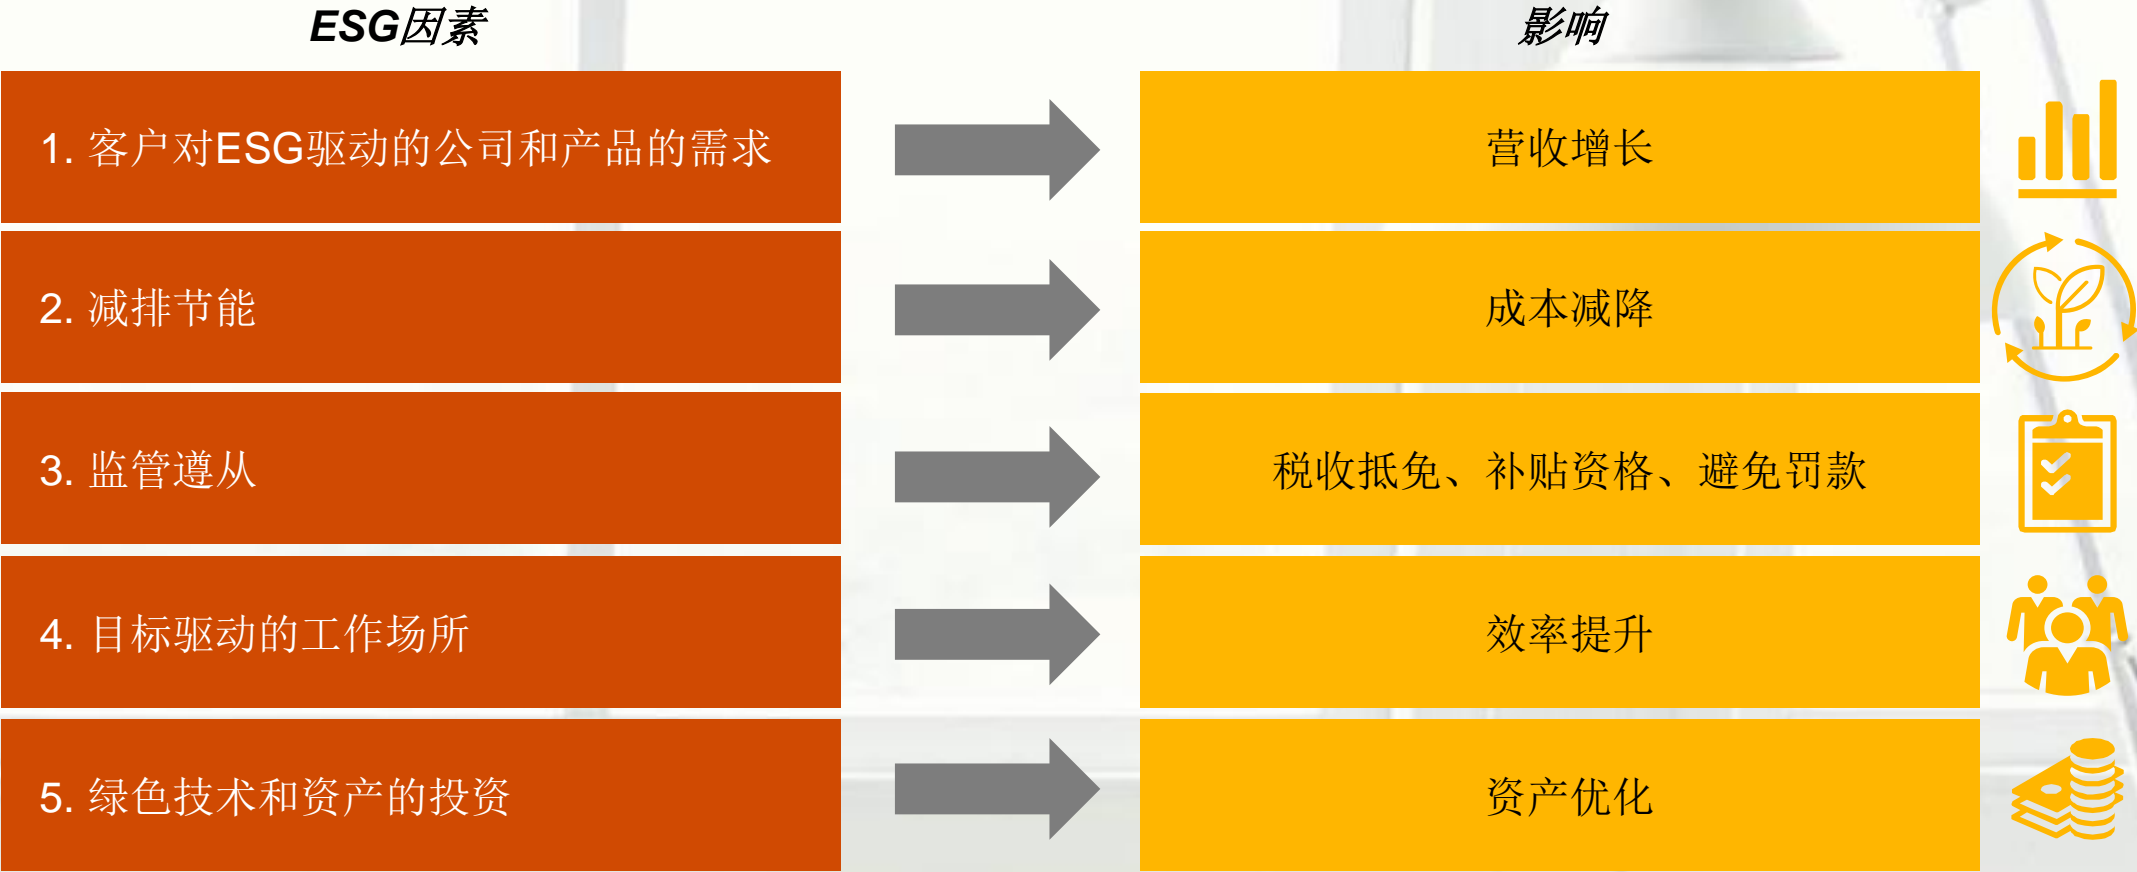 ESG因素
影响
1. 客户对ESG驱动的公司和产品的需求
营收增长
2. 减排节能
成本减降
3. 监管遵从
税收抵免、补贴资格、避免罚款
4. 目标驱动的工作场所
效率提升
5. 绿色技术和资产的投资
资产优化